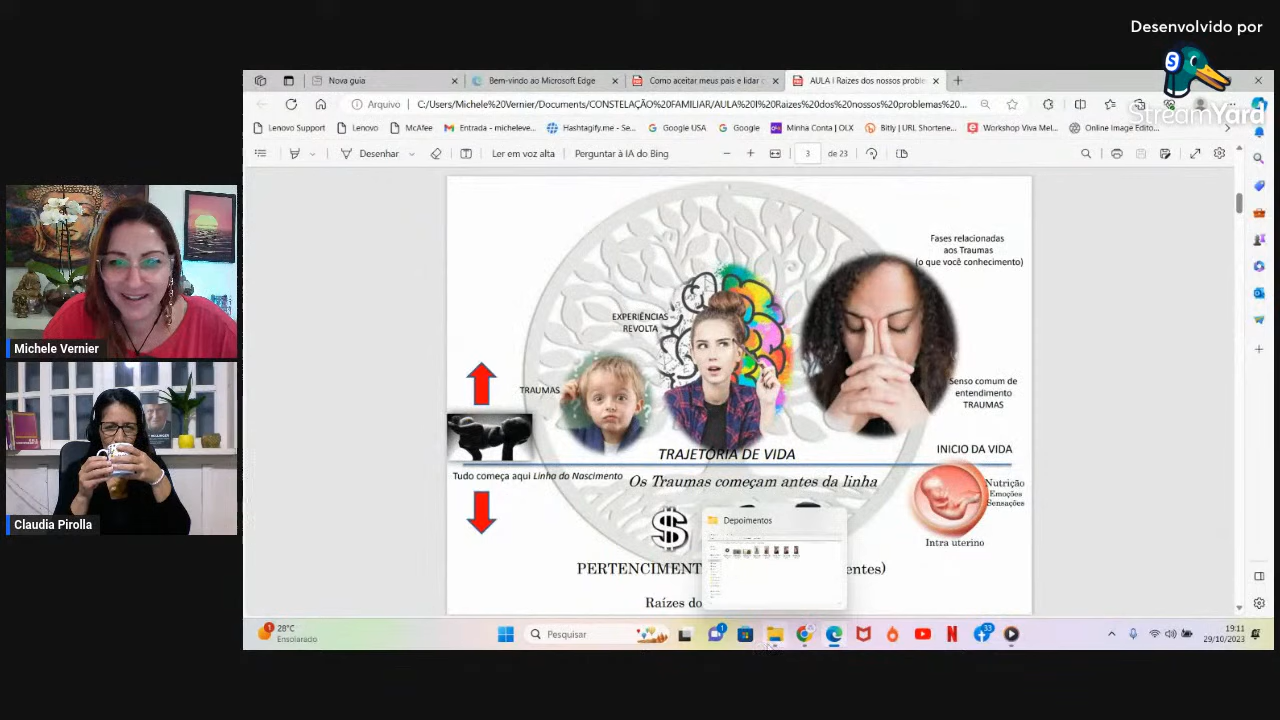 Desenvolvido por
StreamYard
Nova guia
Bem-vindo ao Microsoft Edge
Como aceitar meus pais e lidar c
AULA I Raízes dos nossos proble
Arquivo
C:/Users/Michele%20Vernier/Documents/CONSTELAÇÃO%20FAMILIAR/AULA%20I%20Raizes%20dos%20nossos%20problemas%20...
Lenovo Support
Lenovo
McAfee
Entrada - micheleve...
Hashtagify.me - Se...
Google USA
Google
Minha Conta | OLX
Bitly | URL Shortene...
Workshop Viva Mel...
Online Image Edito...
Desenhar
Ler em voz alta
Perguntar à IA do Bing
3
de 23
Fases relacionadas
aos Traumas
(o que você conhecimento)
EXPERIÊNCIAS
REVOLTA
TRAUMAS
Senso comum de
entendimento
TRAUMAS
TRAJETÓRIA DE VIDA
INICIO DA VIDA
Tudo começa aqui Linha do Nascimento
Os Traumas começam antes da linha
Nutrição
Emoções
Sensações
Intra uterino
$
Depoimentos
PERTENCIMENT
entes)
Raízes do
Michele Vernier
Claudia Pirolla
1
28°C
Ensolarado
Pesquisar
1
33
19:11
29/10/2023